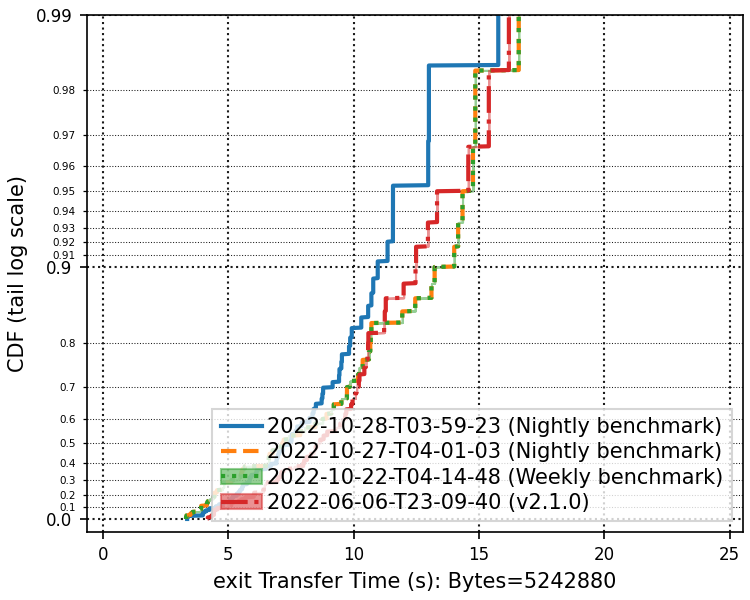 CDF (tail log scale)
0.99
0.98
0.97
0.96
0.95
0.94
0.93
0.92
0.91
0.9
0.8
0.7
0.6
0.5
0.4
0.3
0.2
0.1
0.0
2022-10-28-T03-59-23 (Nightly benchmark)
2022-10-27-T04-01-03 (Nightly benchmark)
2022-10-22-T04-14-48 (Weekly benchmark)
2022-06-06-T23-09-40 (v2.1.0)
0 5 10 15 20 25
exit Transfer Time (s): Bytes=5242880